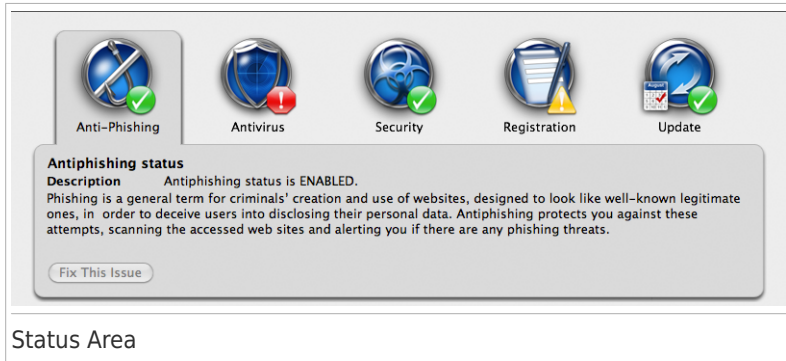 Anti-Phishing
Antivirus
Security
Registration
Update
Antiphishing status
Description Antiphishing status is ENABLED.
Phishing is a general term for criminals' creation and use of websites, designed to look like well-known legitimate
ones, in order to deceive users into disclosing their personal data. Antiphishing protects you against these
attempts, scanning the accessed web sites and alerting you if there are any phishing threats.
Fix This Issue
Status Area